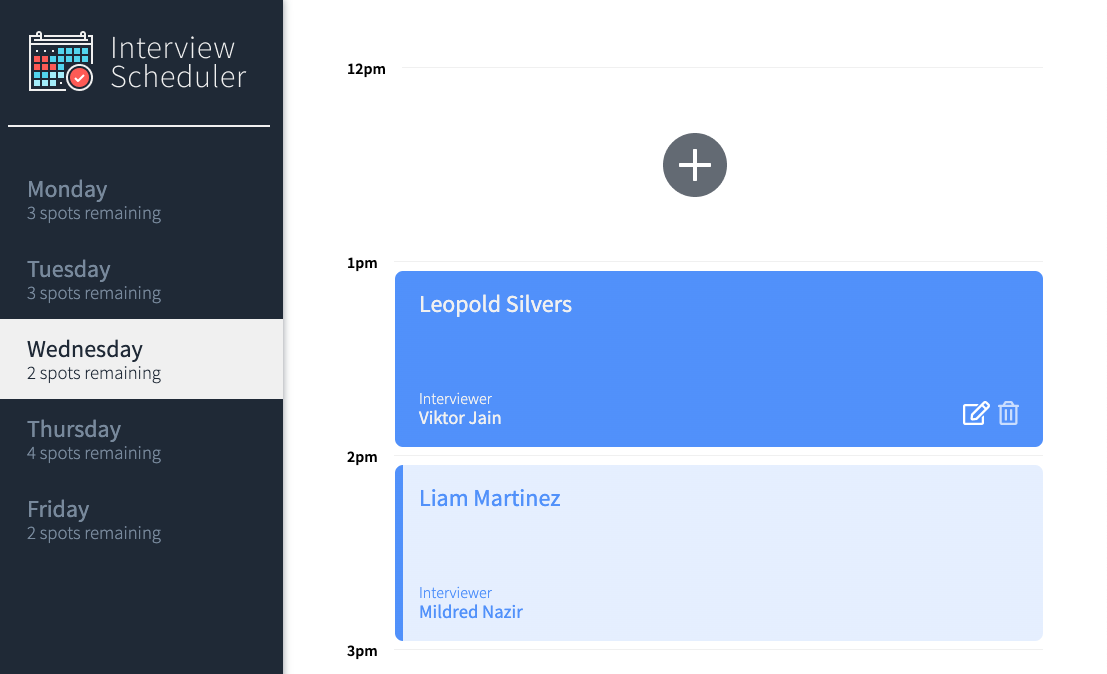 Interview
Scheduler
Monday
3 spots remaining
Tuesday
3 spots remaining
Wednesday
2 spots remaining
Thursday
4 spots remaining
Friday
2 spots remaining
12pm
1pm
Leopold Silvers
Interviewer
Viktor Jain
2pm
Liam Martinez
Interviewer
Mildred Nazir
3pm